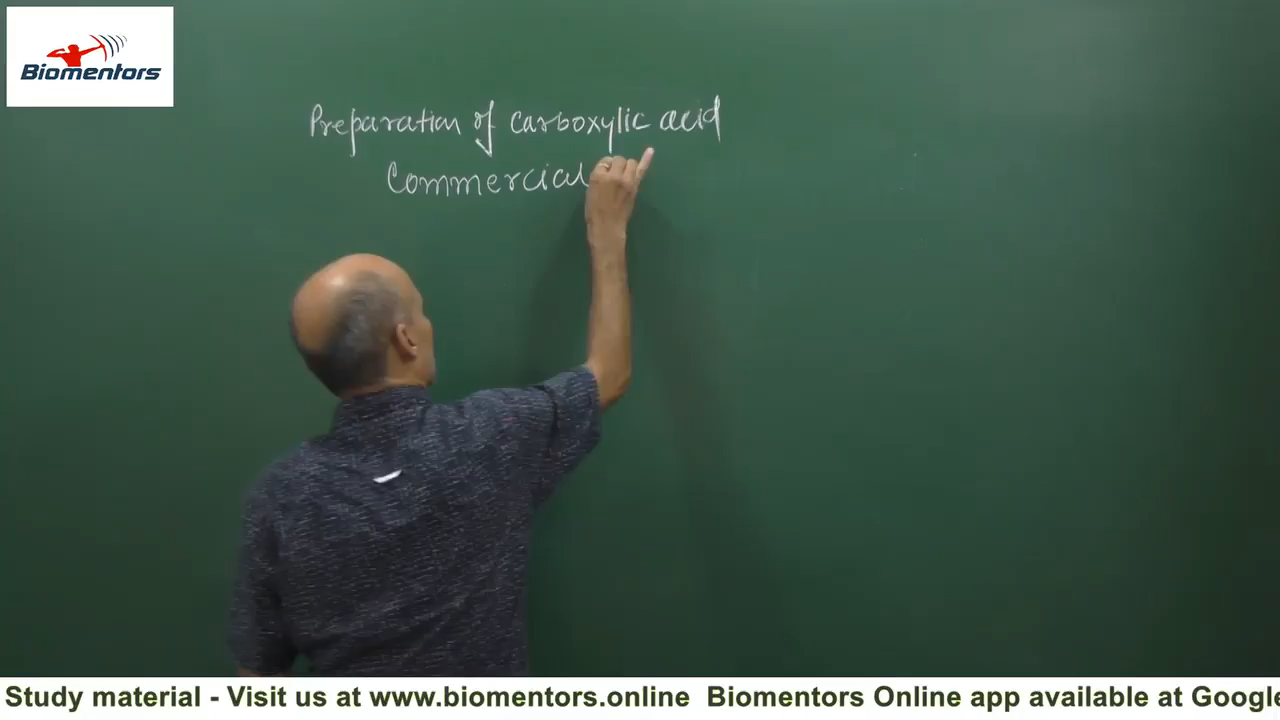 Biomentors
Preparation of carboxylic acid
Commercial
Study material - Visit us at www.biomentors.online Biomentors Online app available at Google